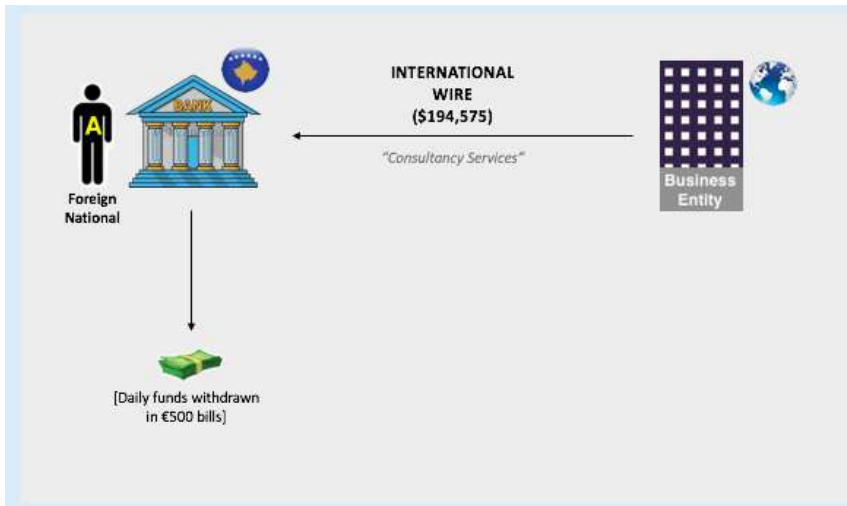 BANK
A
Foreign
National
INTERNATIONAL
WIRE
($194,575)
"Consultancy Services"
Business
Entity
[Daily funds withdrawn
in €500 bills]